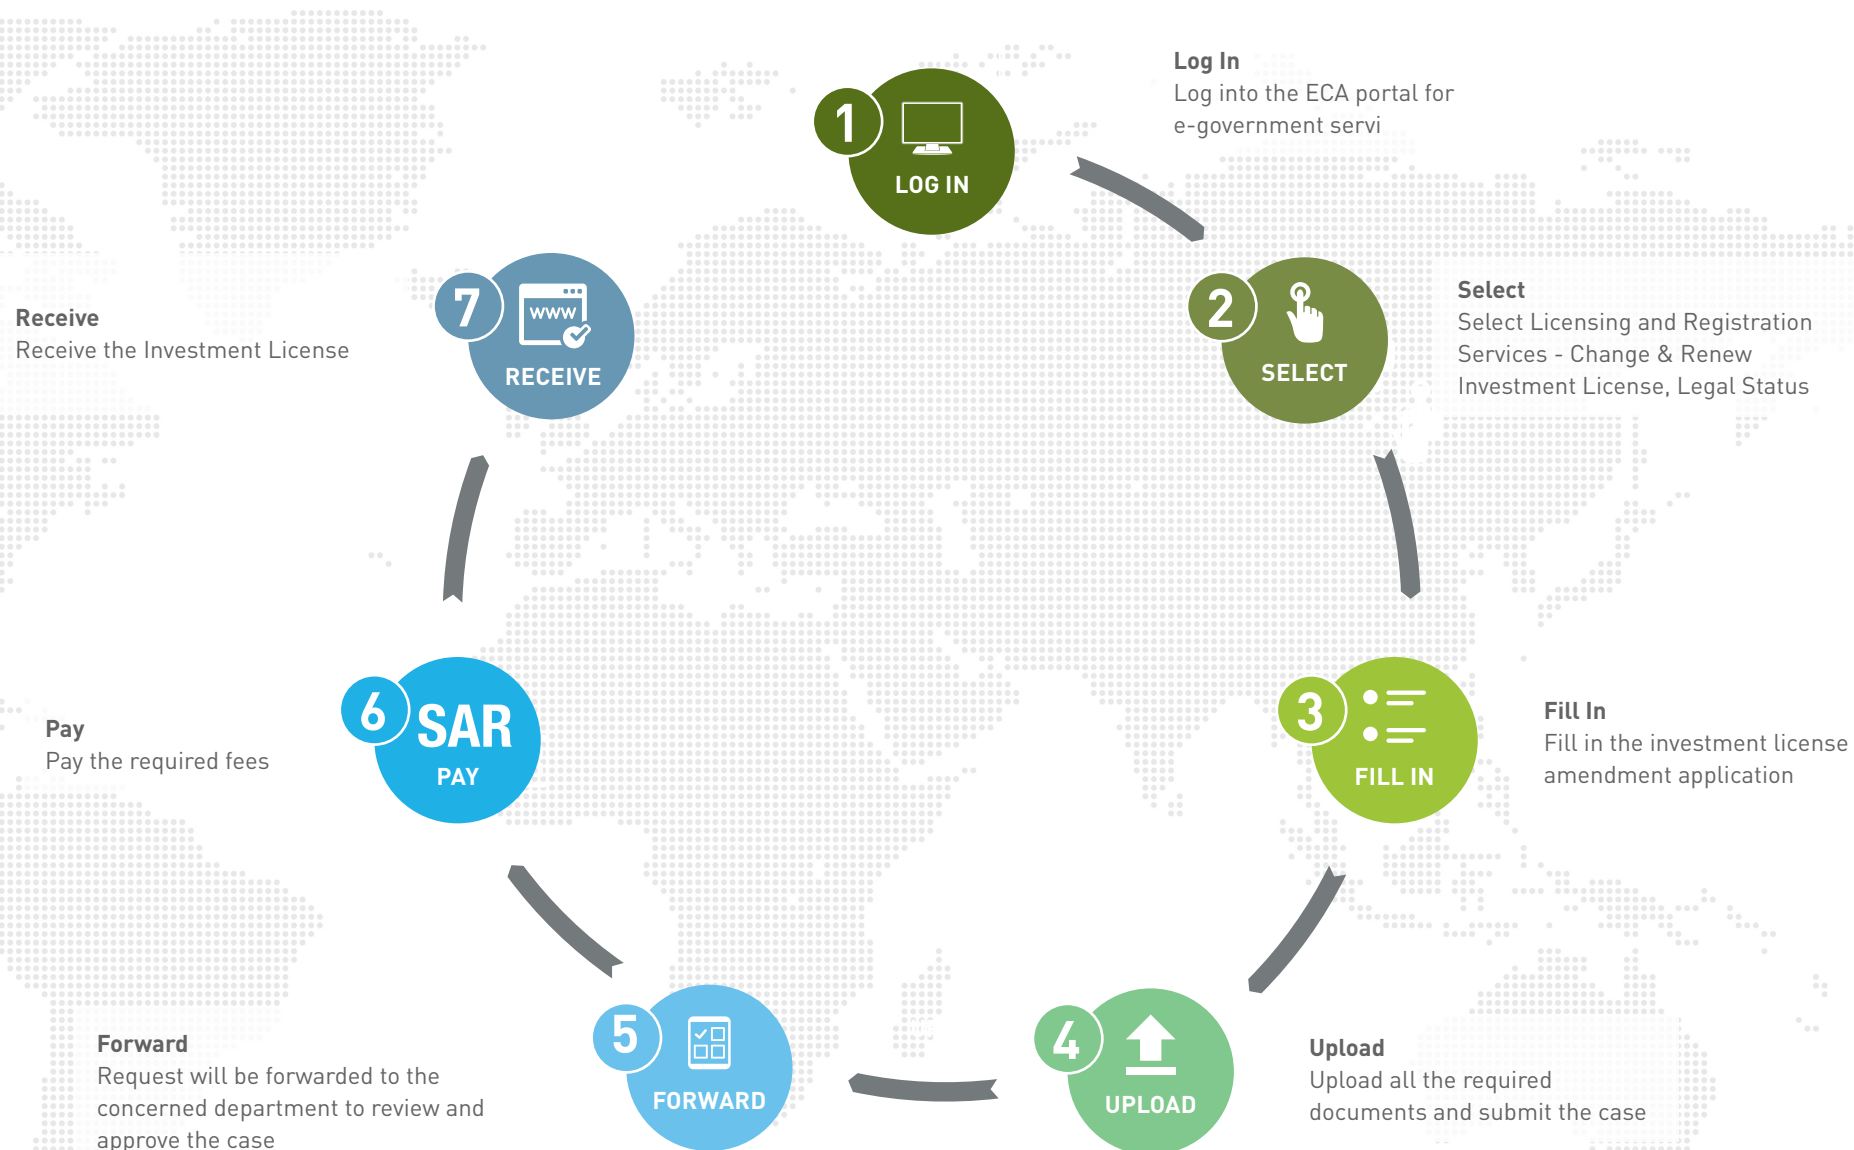 1
LOG IN
Log In
Log into the ECA portal for
e-government servi
2
SELECT
Select
Select Licensing and Registration
Services - Change & Renew
Investment License, Legal Status
3
FILL IN
Fill In
Fill in the investment license
amendment application
4
UPLOAD
Upload
Upload all the required
documents and submit the case
5
FORWARD
Forward
Request will be forwarded to the
concerned department to review and
approve the case
6
SAR
PAY
Pay
Pay the required fees
7
WWW
RECEIVE
Receive
Receive the Investment License